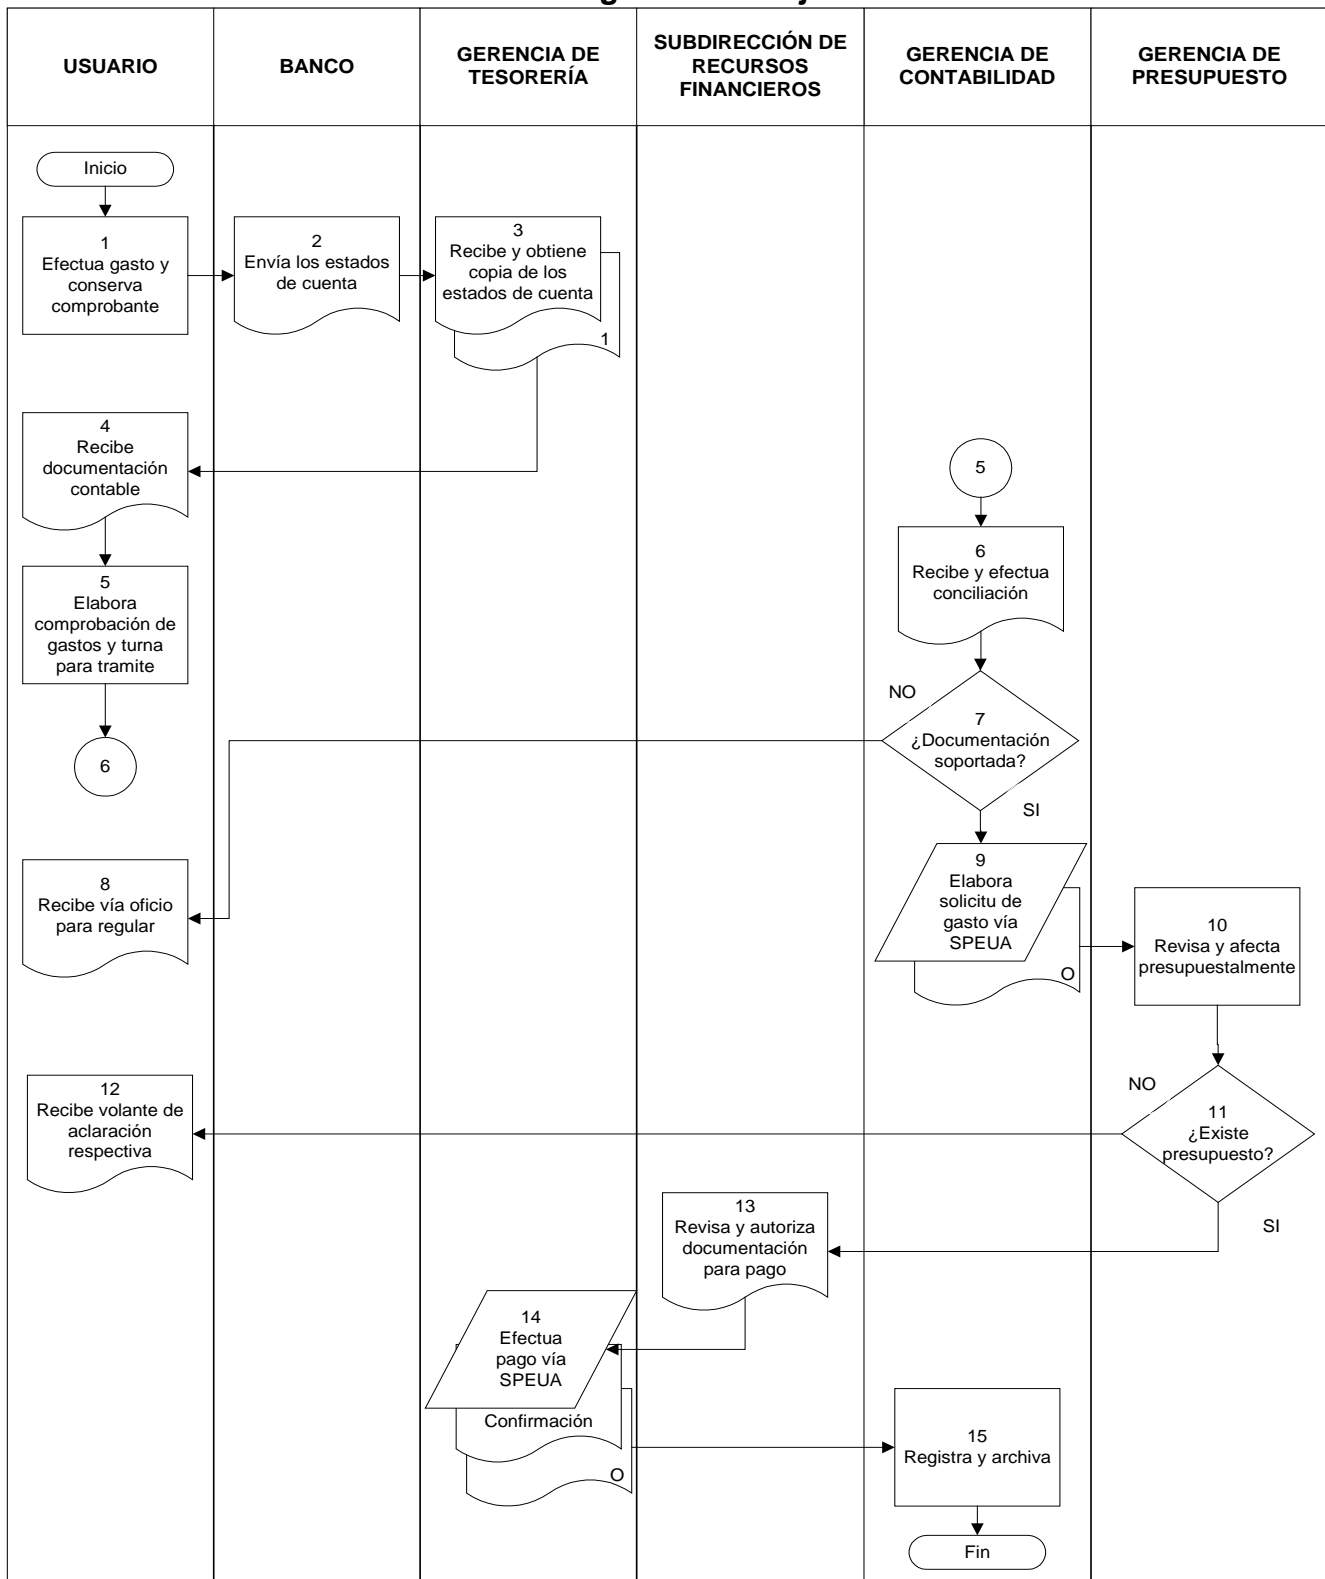 USUARIO
BANCO
GERENCIA DE
TESORERÍA
SUBDIRECCIÓN DE
RECURSOS
FINANCIEROS
GERENCIA DE
CONTABILIDAD
GERENCIA DE
PRESUPUESTO
Inicio
1
Efectua gasto y
conserva
comprobante
2
Envía los estados
de cuenta
3
Recibe y obtiene
copia de los
estados de cuenta
1
4
Recibe
documentación
contable
5
5
Elabora
comprobación de
gastos y turna
para tramite
6
Recibe y efectua
conciliación
6
NO
7
¿Documentación
soportada?
SI
8
Recibe vía oficio
para regular
9
Elabora
solicitu de
gasto vía
SPEUA
O
10
Revisa y afecta
presupuestalmente
NO
11
¿Existe
presupuesto?
SI
12
Recibe volante de
aclaración
respectiva
13
Revisa y autoriza
documentación
para pago
14
Efectua
pago vía
SPEUA
Confirmación
O
15
Registra y archiva
Fin